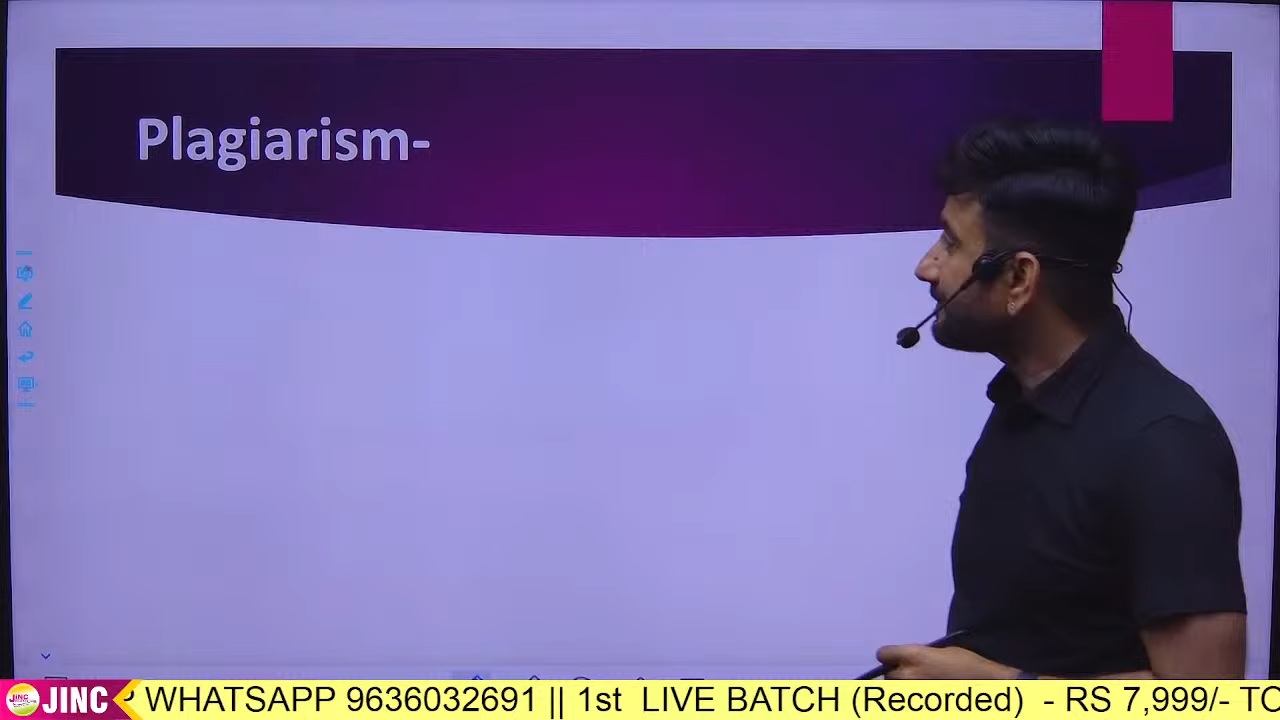 Plagiarism-
JINC WHATSAPP 9636032691 || 1st LIVE BATCH (Recorded) - RS 7,999/- TO